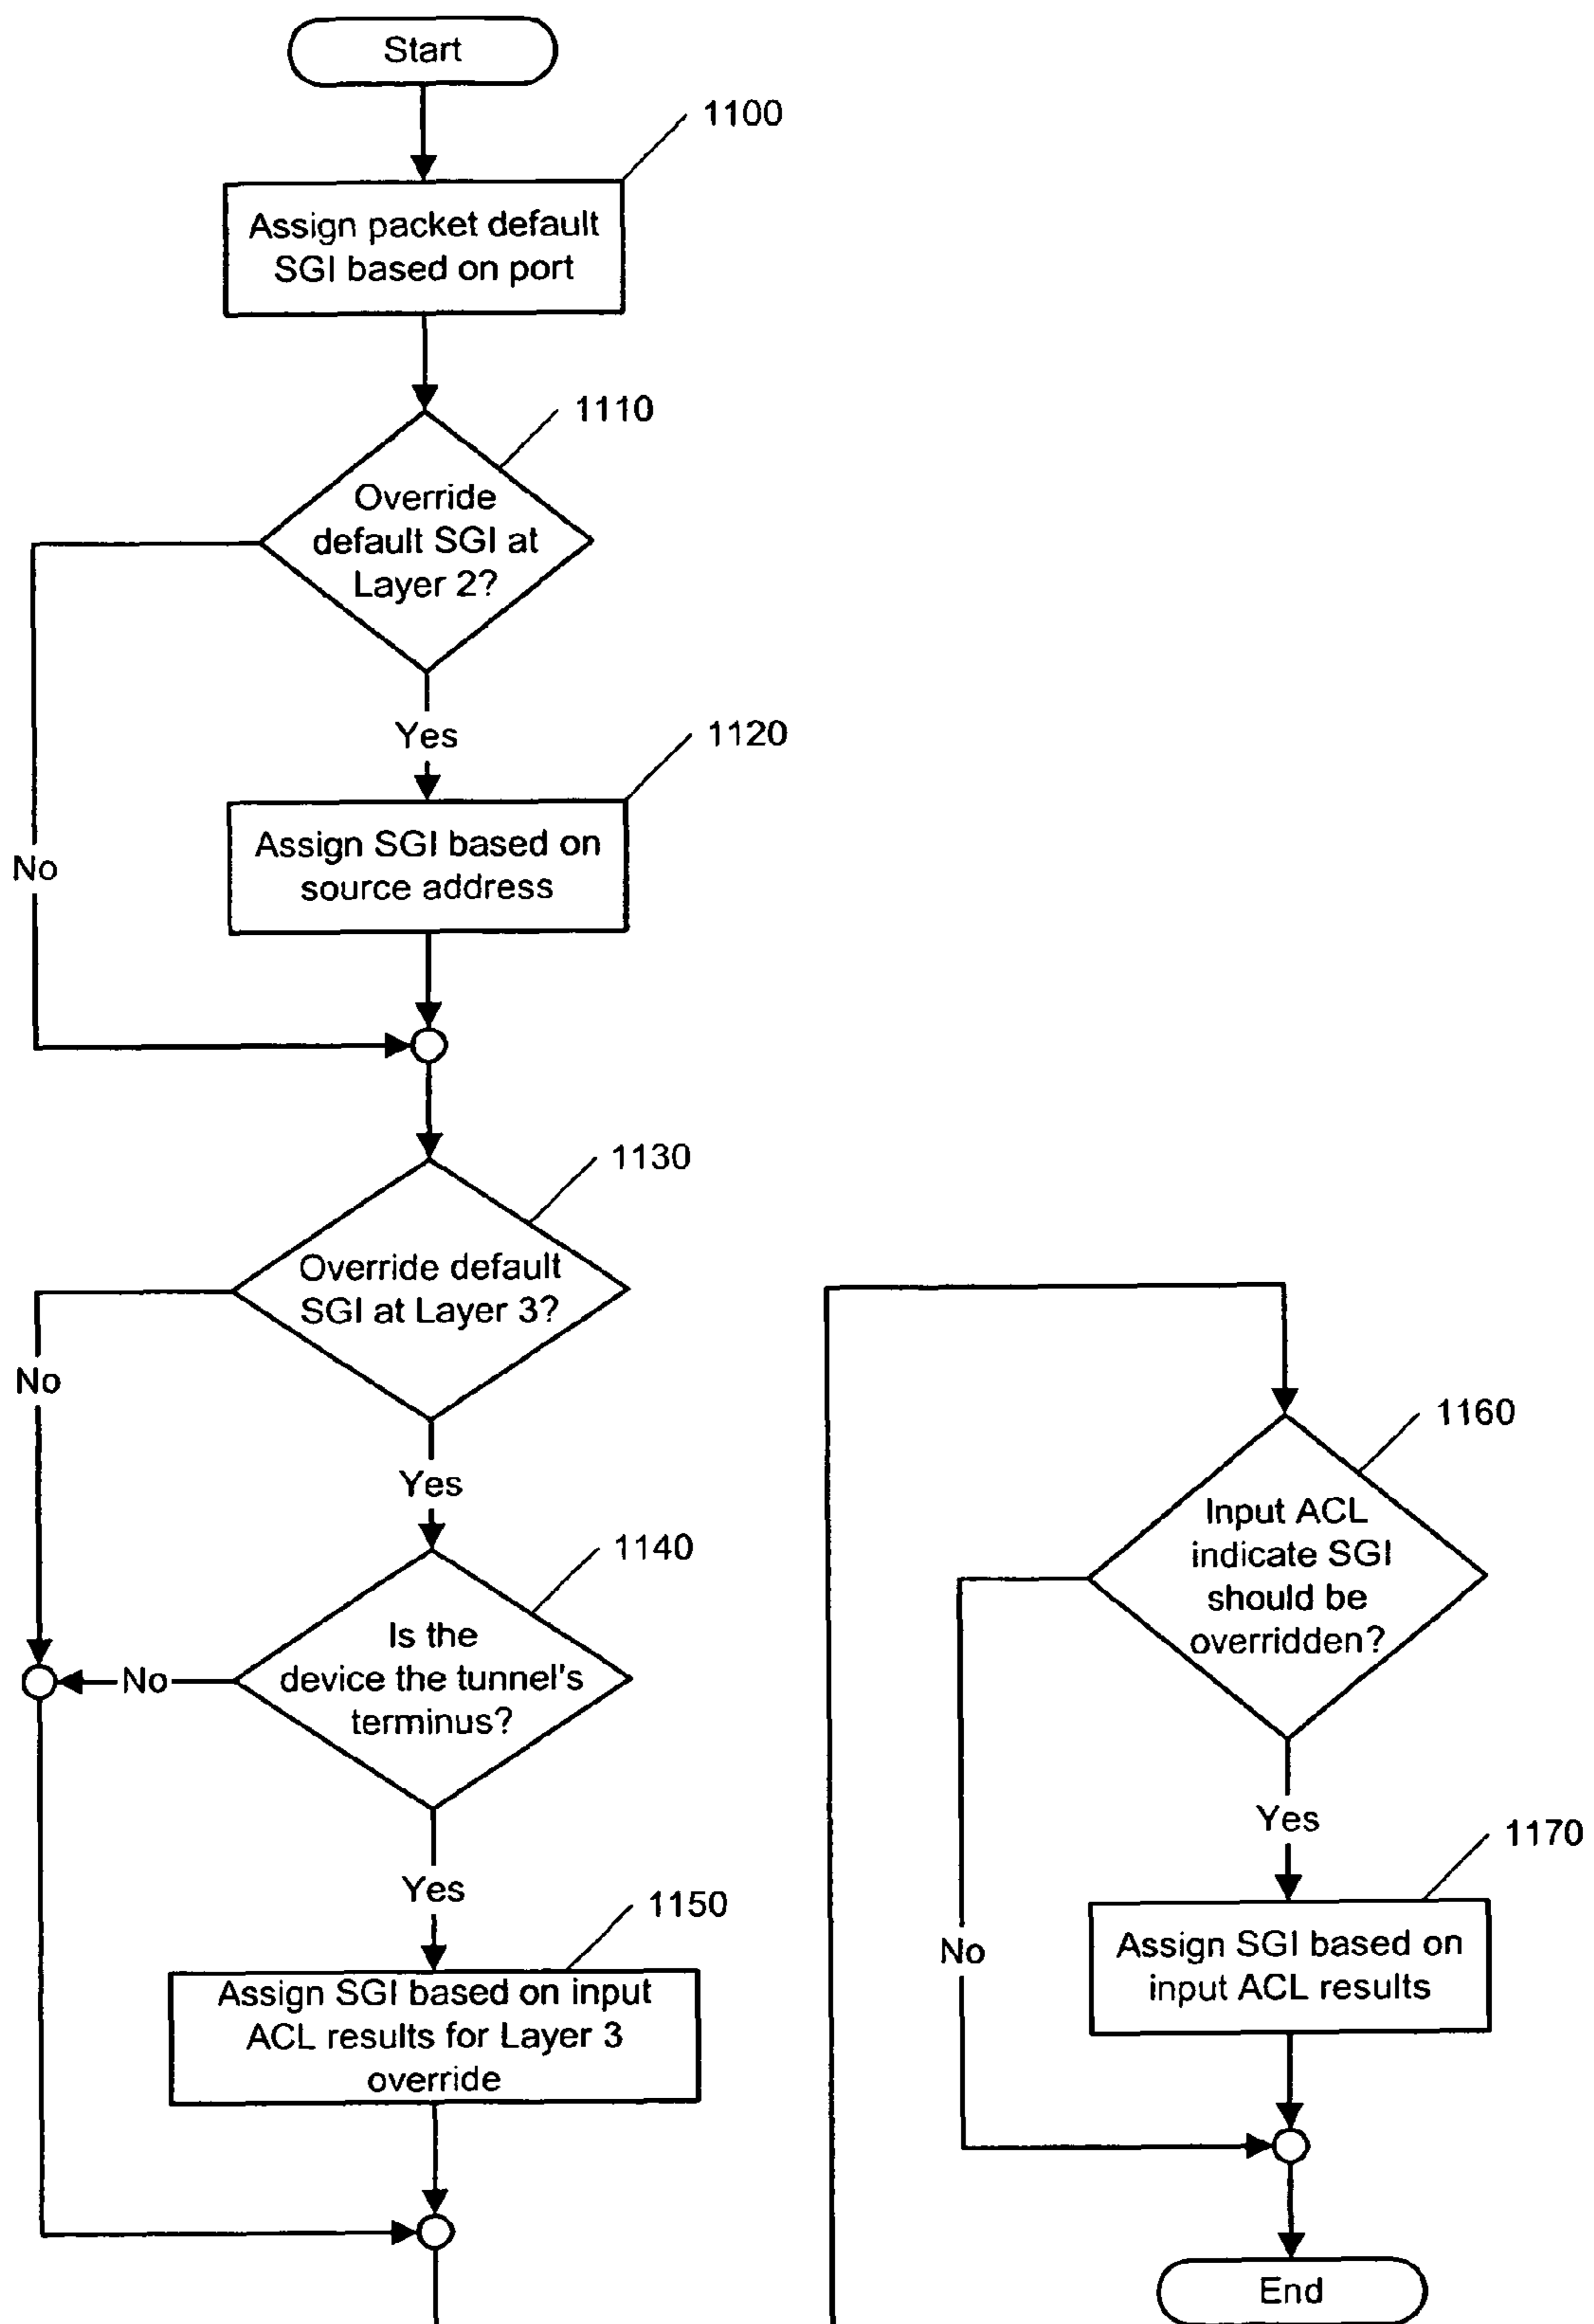 Start
1100
Assign packet default
SGI based on port
1110
Override
default SGI at
Layer 2?
Yes
1120
No
Assign SGI based on
source address
1130
Override default
SGI at Layer 3?
No
Yes
1140
Is the
device the tunnel's
terminus?
No
Yes
1150
Assign SGI based on input
ACL results for Layer 3
override
1160
Input ACL
indicate SGI
should be
overridden?
Yes
1170
No
Assign SGI based on
input ACL results
End